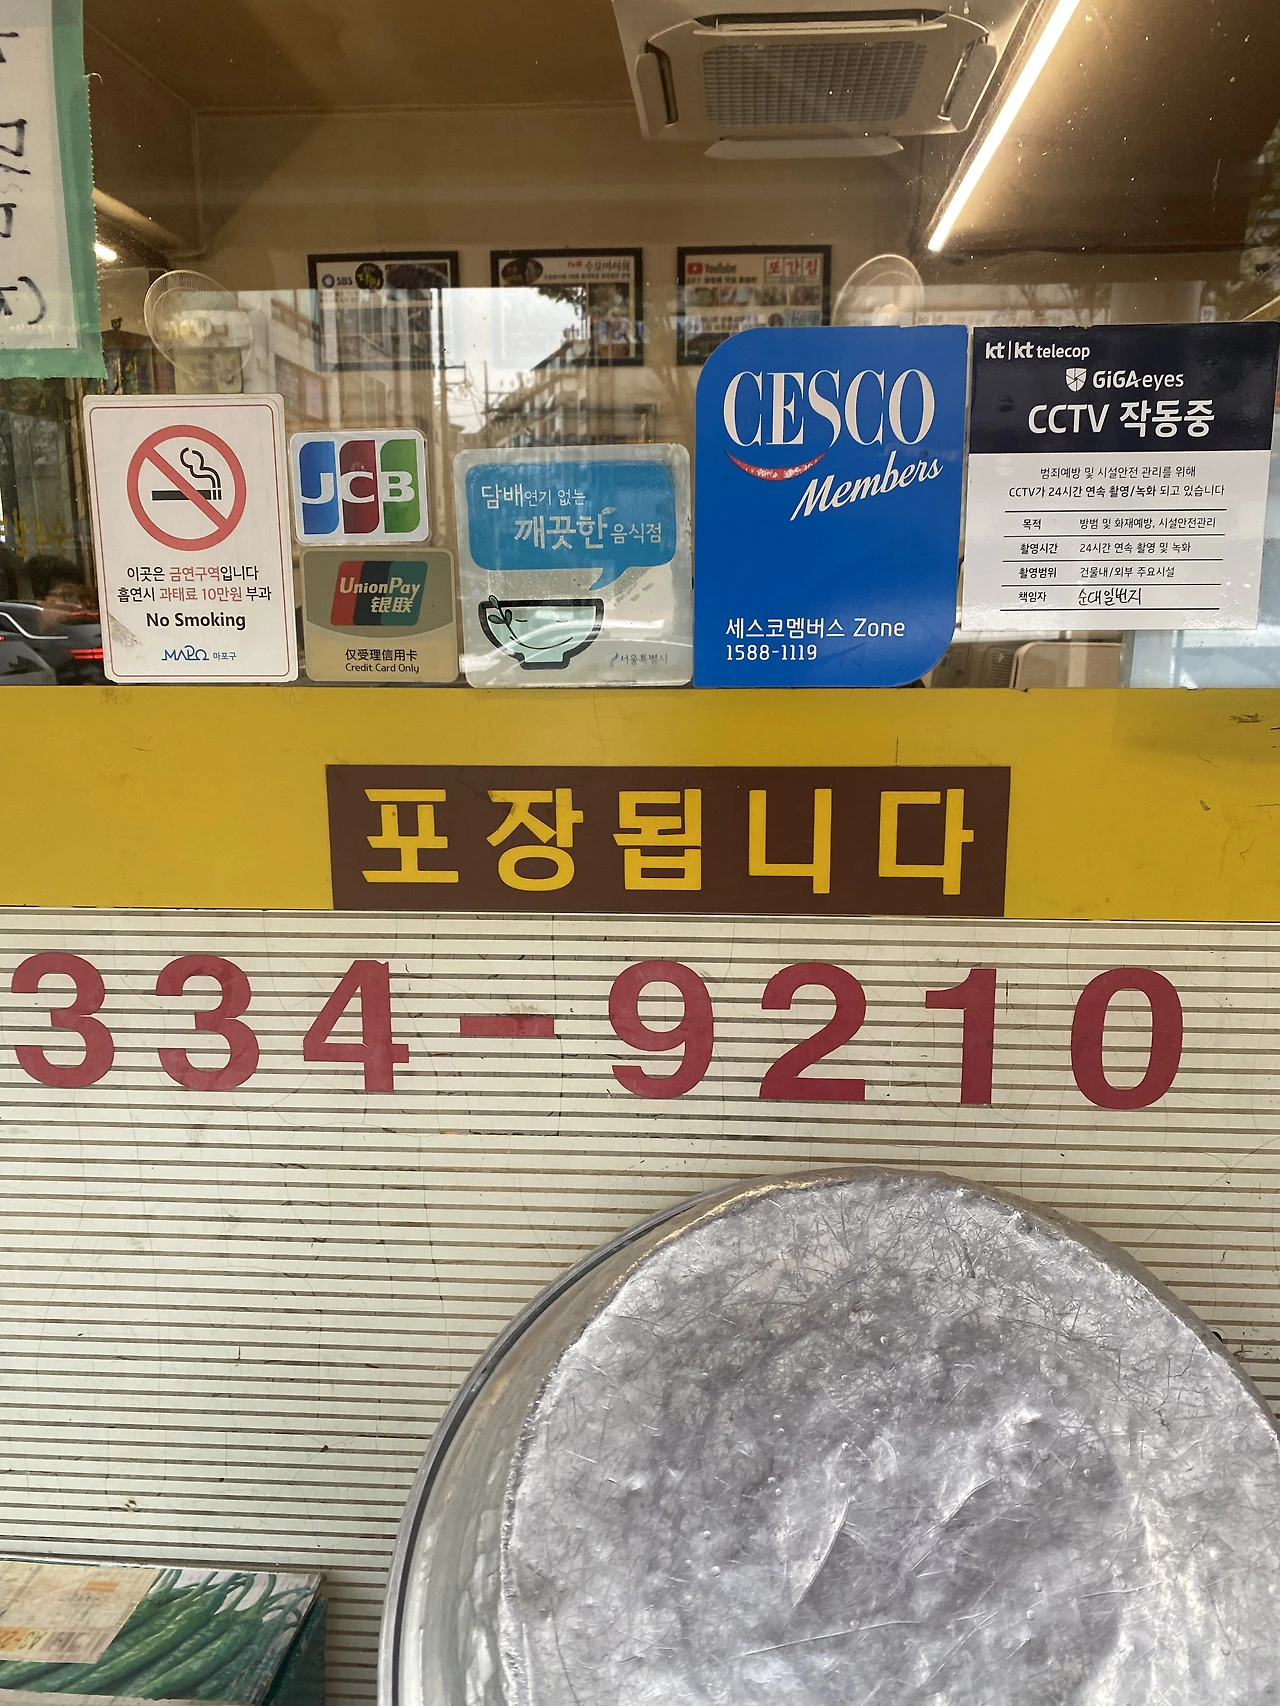 SBS
YouTube
또간집
이곳은 금연구역입니다
흡연시 과태료 10만원 부과
No Smoking
MAPO 마포구
JCB
UnionPay
银联
仅受理信用卡
Credit Card Only
담배연기 없는
깨끗한 음식점
서울특별시
CESCO
Members
세스코멤버스 Zone
1588-1119
kt | kt telecop
GiGA eyes
CCTV 작동중
범죄예방 및 시설안전 관리를 위해
CCTV가 24시간 연속 촬영/녹화 되고 있습니다
목적 방범 및 화재예방, 시설안전관리
촬영시간 24시간 연속 촬영 및 녹화
촬영범위 건물내/외부 주요시설
책임자 순대일번지
포장됩니다
334-9210